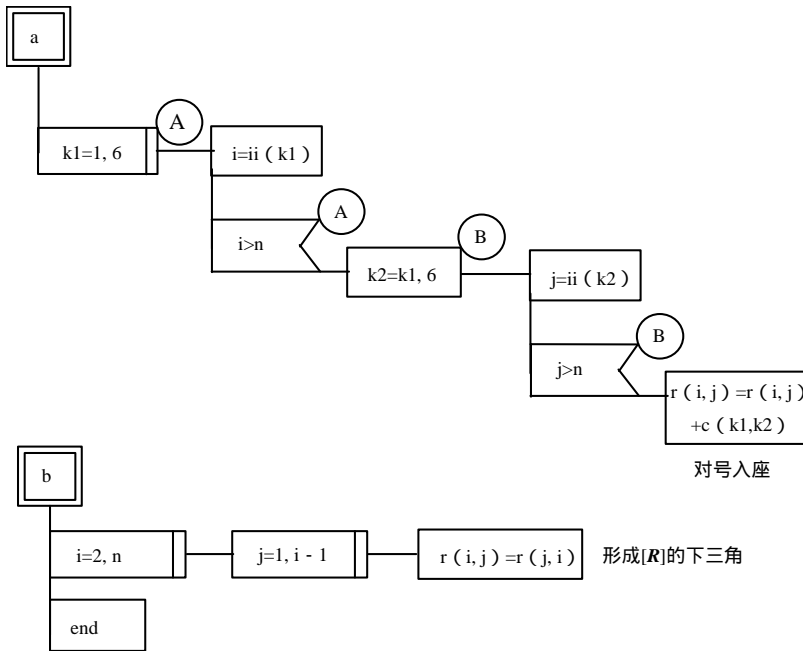 a
A
k1=1, 6
i=ii（k1）
A
i>n
B
k2=k1, 6
j=ii（k2）
B
j>n
r（i, j）=r（i, j）
+c（k1,k2）
对号入座
b
i=2, n
j=1, i - 1
r（i, j）=r（j, i）
形成[R]的下三角
end